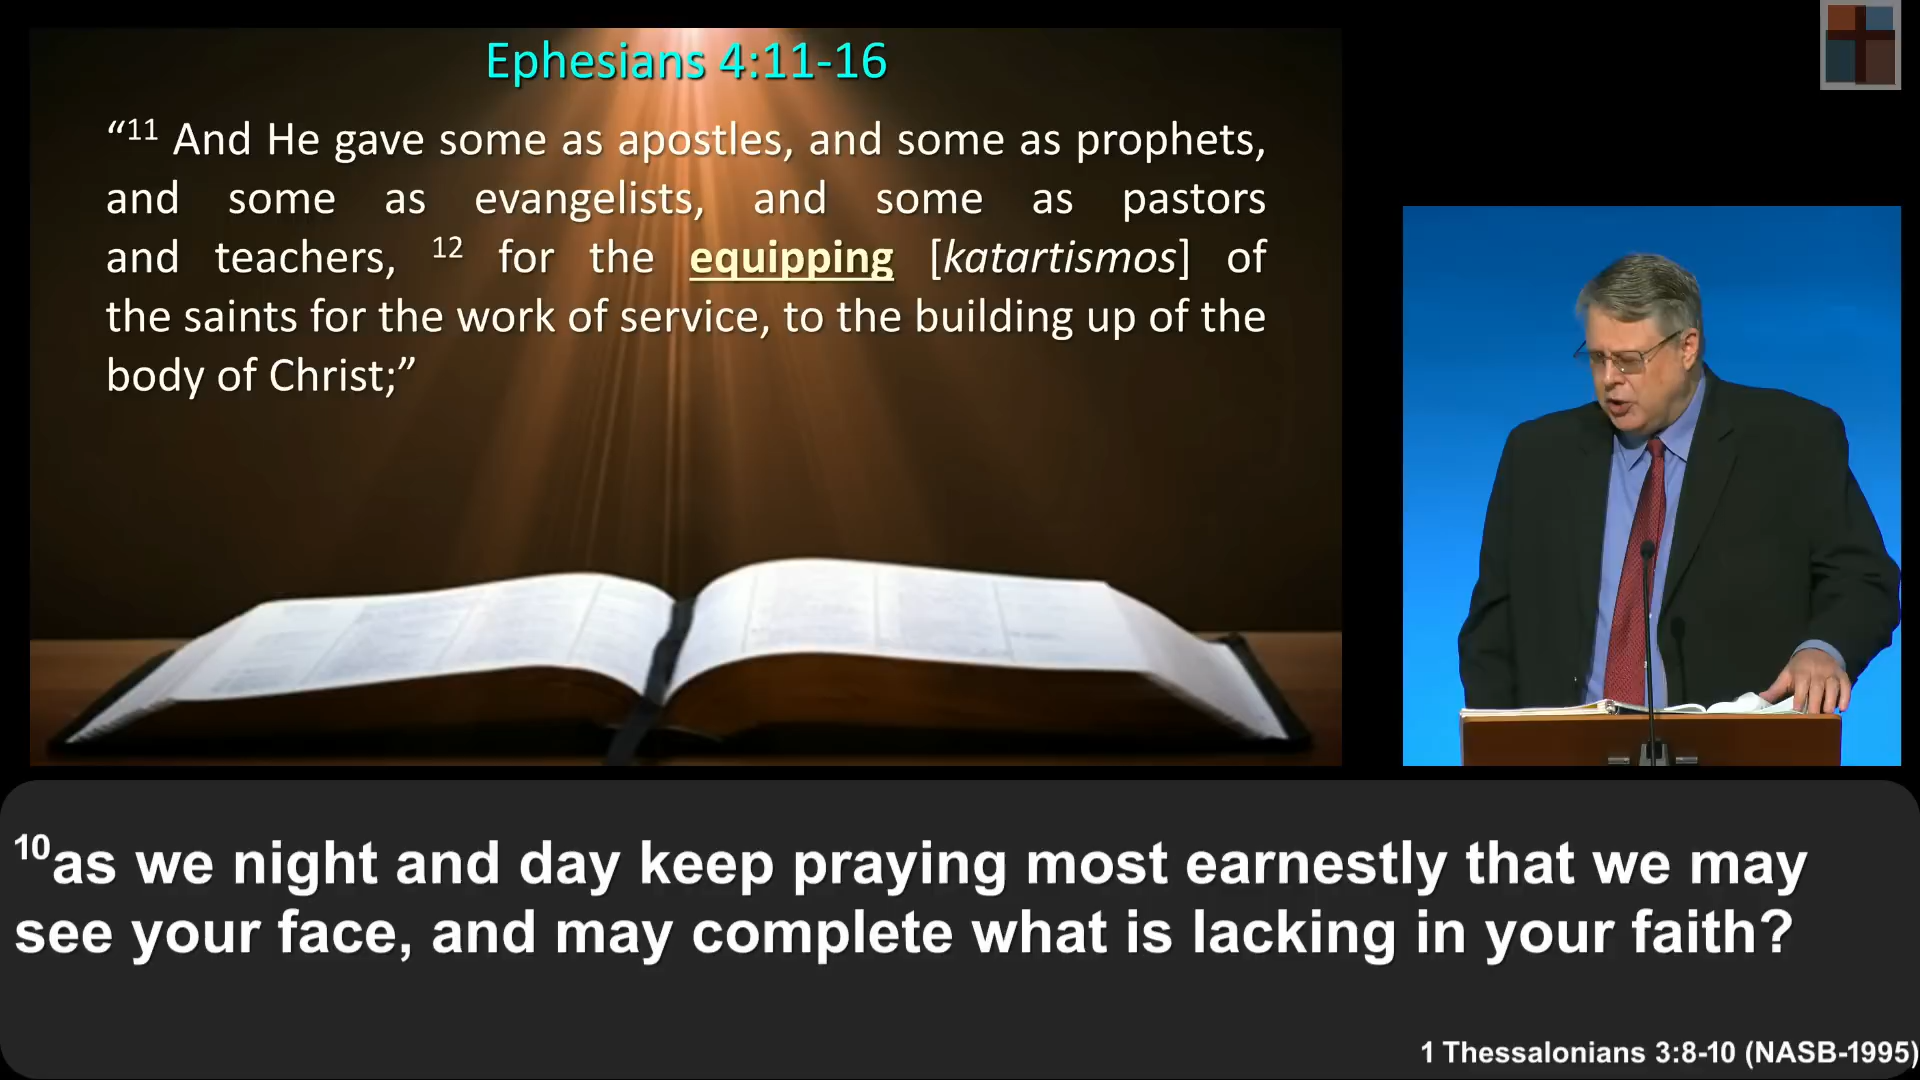 Ephesians 4:11-16
“11 And He gave some as apostles, and some as prophets,
and some as evangelists, and some as pastors
and teachers, 12 for the equipping [katartismos] of
the saints for the work of service, to the building up of the
body of Christ;”
10as we night and day keep praying most earnestly that we may
see your face, and may complete what is lacking in your faith?
1 Thessalonians 3:8-10 (NASB-1995)